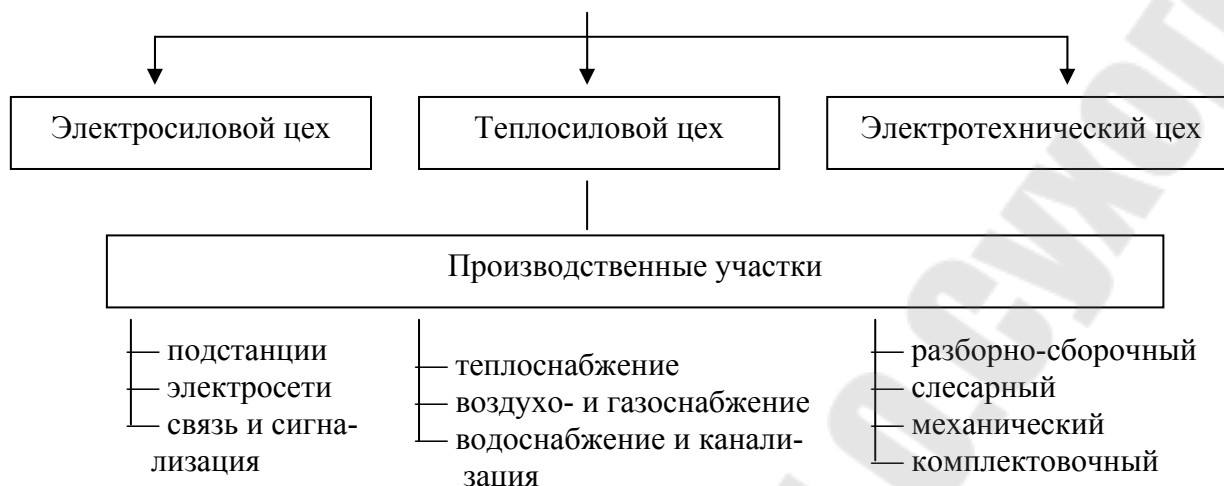 Электросиловой цех
Теплосиловой цех
Электротехнический цех
Производственные участки
подстанции
электросети
связь и сигна-
лизация
теплоснабжение
воздухо- и газоснабжение
водоснабжение и канали-
зация
разборно-сборочный
слесарный
механический
комплектовочный
о.Сухого